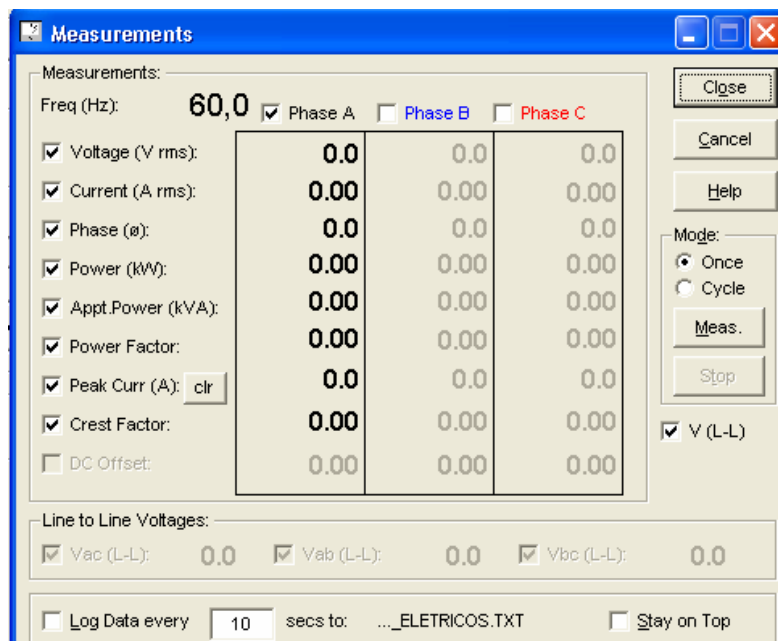 Measurements
Measurements:
Freq (Hz): 60,0 Phase A Phase B Phase C
Voltage (V rms): 0.0 0.0 0.0
Current (A rms): 0.00 0.00 0.00
Phase (ø): 0.0 0.0 0.0
Power (kW): 0.00 0.00 0.00
Appt.Power (kVA): 0.00 0.00 0.00
Power Factor: 0.00 0.00 0.00
Peak Curr (A): clr 0.0 0.0 0.0
Crest Factor: 0.00 0.00 0.00
DC Offset: 0.00 0.00 0.00
Close
Cancel
Help
Mode:
Once
Cycle
Meas.
Stop
V (L-L)
Line to Line Voltages:
Vac (L-L): 0.0 Vab (L-L): 0.0 Vbc (L-L): 0.0
Log Data every 10 secs to: ..._ELETRICOS.TXT Stay on Top